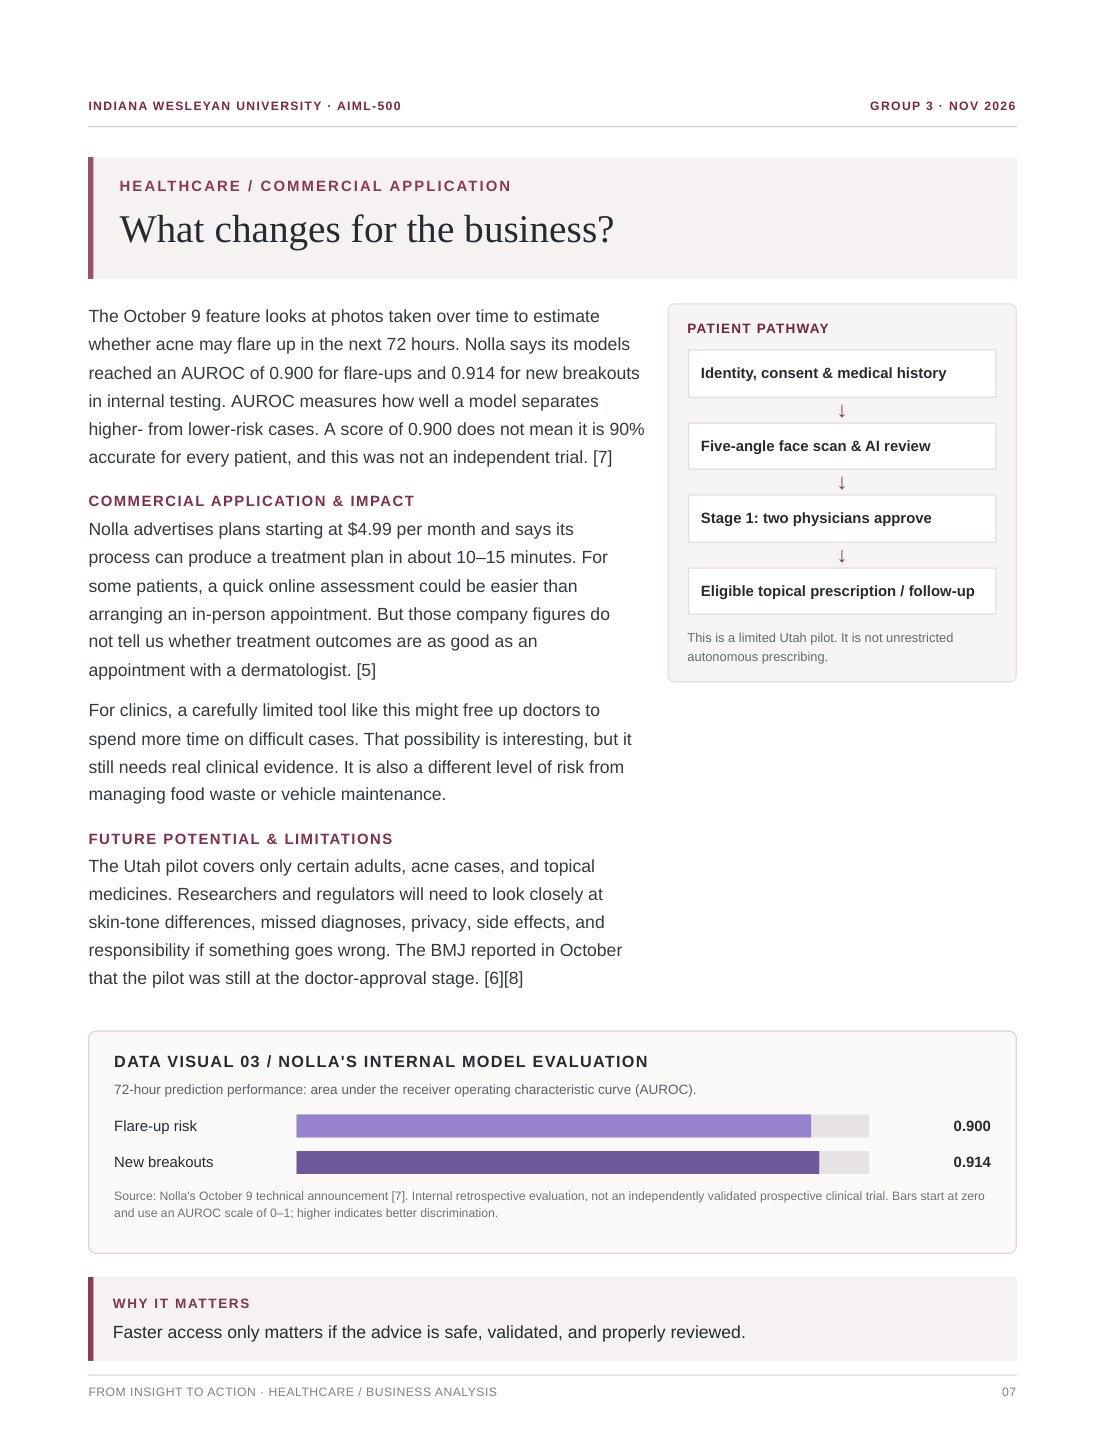 INDIANA WESLEYAN UNIVERSITY · AIML-500
GROUP 3 · NOV 2026
HEALTHCARE / COMMERCIAL APPLICATION
What changes for the business?
The October 9 feature looks at photos taken over time to estimate
whether acne may flare up in the next 72 hours. Nolla says its models
reached an AUROC of 0.900 for flare-ups and 0.914 for new breakouts
in internal testing. AUROC measures how well a model separates
higher- from lower-risk cases. A score of 0.900 does not mean it is 90%
accurate for every patient, and this was not an independent trial. [7]
COMMERCIAL APPLICATION & IMPACT
Nolla advertises plans starting at $4.99 per month and says its
process can produce a treatment plan in about 10–15 minutes. For
some patients, a quick online assessment could be easier than
arranging an in-person appointment. But those company figures do
not tell us whether treatment outcomes are as good as an
appointment with a dermatologist. [5]
For clinics, a carefully limited tool like this might free up doctors to
spend more time on difficult cases. That possibility is interesting, but it
still needs real clinical evidence. It is also a different level of risk from
managing food waste or vehicle maintenance.
FUTURE POTENTIAL & LIMITATIONS
The Utah pilot covers only certain adults, acne cases, and topical
medicines. Researchers and regulators will need to look closely at
skin-tone differences, missed diagnoses, privacy, side effects, and
responsibility if something goes wrong. The BMJ reported in October
that the pilot was still at the doctor-approval stage. [6][8]
PATIENT PATHWAY
Identity, consent & medical history
↓
Five-angle face scan & AI review
↓
Stage 1: two physicians approve
↓
Eligible topical prescription / follow-up
This is a limited Utah pilot. It is not unrestricted
autonomous prescribing.
DATA VISUAL 03 / NOLLA'S INTERNAL MODEL EVALUATION
72-hour prediction performance: area under the receiver operating characteristic curve (AUROC).
Flare-up risk 0.900
New breakouts 0.914
Source: Nolla's October 9 technical announcement [7]. Internal retrospective evaluation, not an independently validated prospective clinical trial. Bars start at zero
and use an AUROC scale of 0–1; higher indicates better discrimination.
WHY IT MATTERS
Faster access only matters if the advice is safe, validated, and properly reviewed.
FROM INSIGHT TO ACTION · HEALTHCARE / BUSINESS ANALYSIS
07